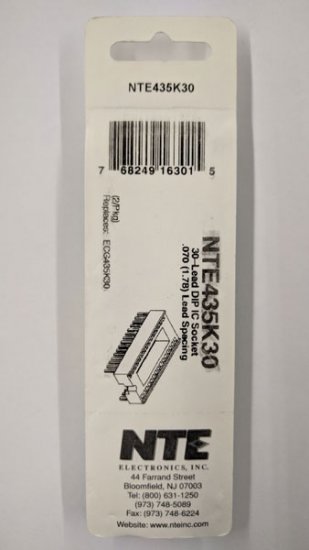 NTE435K30
7 68249 16301 5
(2/Pkg)
Replaces: ECG435K30
NTE435K30
30-Lead DIP IC Socket
.070 (1.78) Lead Spacing
NTE
ELECTRONICS, INC.
44 Farrand Street
Bloomfield, NJ 07003
Tel: (800) 631-1250
(973) 748-5089
Fax: (973) 748-6224
Website: www.nteinc.com